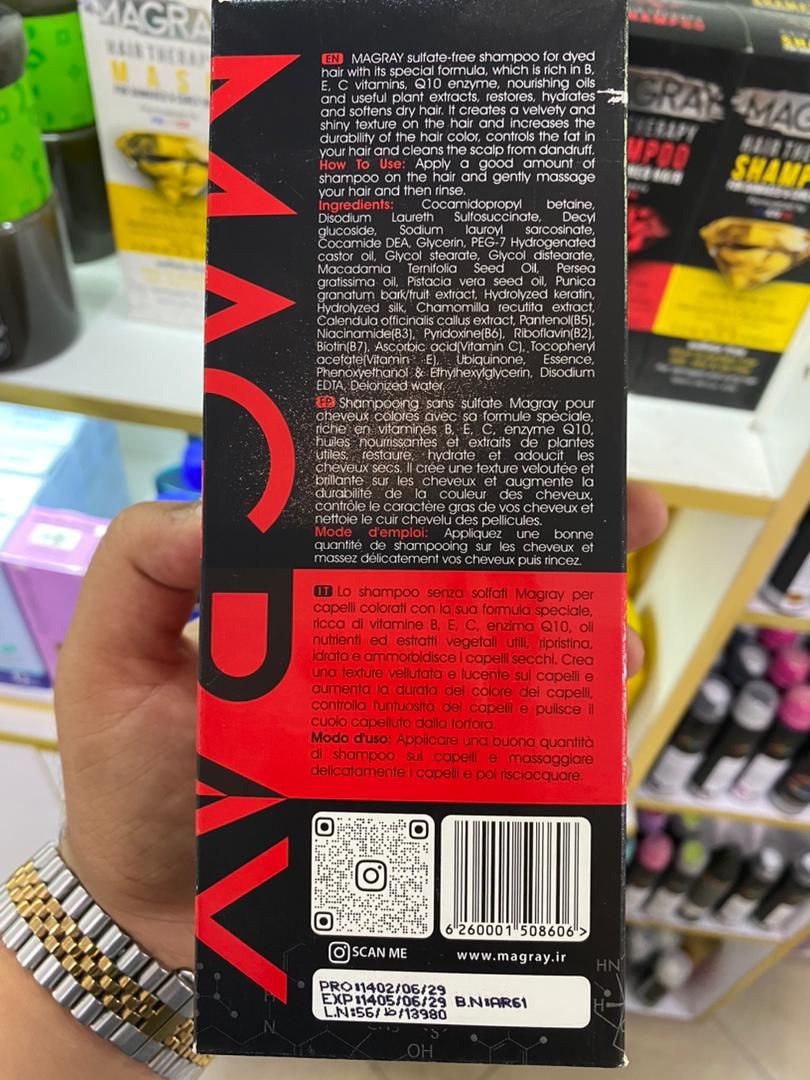 MAGRAY
EN MAGRAY sulfate-free shampoo for dyed
hair with its special formula, which is rich in B,
E, C vitamins, Q10 enzyme, nourishing oils
and useful plant extracts, restores, hydrates
and softens dry hair. It creates a velvety and
shiny texture on the hair and increases the
durability of the hair color, controls the fat in
your hair and cleans the scalp from dandruff.
How To Use: Apply a good amount of
shampoo on the hair and gently massage
your hair and then rinse.
Ingredients: Cocamidopropyl betaine,
Disodium Laureth Sulfosuccinate, Decyl
glucoside, Sodium lauroyl sarcosinate,
Cocamide DEA, Glycerin, PEG-7 Hydrogenated
castor oil, Glycol stearate, Glycol distearate,
Macadamia Ternifolia Seed Oil, Persea
gratissima oil, Pistacia vera seed oil, Punica
granatum bark/fruit extract, Hydrolyzed keratin,
Hydrolyzed silk, Chamomilla recutita extract,
Calendula officinalis callus extract, Pantenol(B5),
Niacinamide(B3), Pyridoxine(B6), Riboflavin(B2),
Biotin(B7), Ascorbic acid(Vitamin C), Tocopheryl
acefate(Vitamin E), Ubiquinone, Essence,
Phenoxyethanol & Ethylhexylglycerin, Disodium
EDTA, Deionized water.
FR Shampooing sans sulfate Magray pour
cheveux colorés avec sa formule spéciale,
riche en vitamines B, E, C, enzyme Q10,
huiles nourrissantes et extraits de plantes
utiles, restaure, hydrate et adoucit les
cheveux secs. Il crée une texture veloutée et
brillante sur les cheveux et augmente la
durabilité de la couleur des cheveux,
contrôle le caractère gras de vos cheveux et
nettoie le cuir chevelu des pellicules.
Mode d'emploi: Appliquez une bonne
quantité de shampooing sur les cheveux et
massez délicatement vos cheveux puis rincez.
IT Lo shampoo senza solfati Magray per
capelli colorati con la sua formula speciale,
ricca di vitamine B, E, C, enzima Q10, oli
nutrienti ed estratti vegetali utili, ripristina,
idrata e ammorbidisce i capelli secchi. Crea
una texture vellutata e lucente sui capelli e
aumenta la durata del colore dei capelli,
controlla l'untuosità dei capelli e pulisce il
cuoio capelluto dalla forfora.
Modo d'uso: Applicare una buona quantità
di shampoo sui capelli e massaggiare
delicatamente i capelli e poi risciacquare.
6 260001 508606 >
SCAN ME
www.magray.ir
PRO:1402/06/29
EXP:1405/06/29 B.N:AR61
L.N:56/ /13980
HN
H
N
OH
MAGRA
HAIR THERAPY
MAS
GRAY
THERAPY
MPOO
MAG
HAIR THER
SHAMP